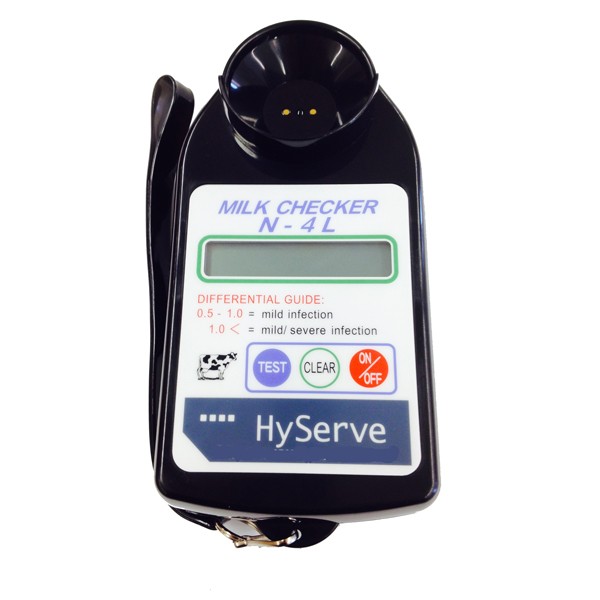 MILK CHECKER
N - 4 L
DIFFERENTIAL GUIDE:
0.5 - 1.0 = mild infection
1.0 < = mild/ severe infection
TEST
CLEAR
ON/OFF
HyServe